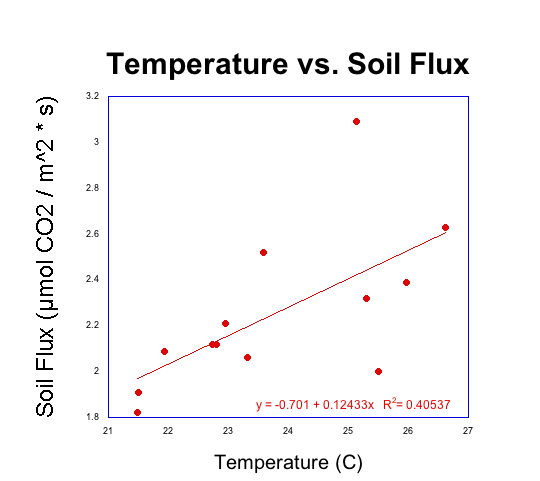 Temperature vs. Soil Flux
Soil Flux (µmol CO2 / m^2 * s)
3.2
3
2.8
2.6
2.4
2.2
2
1.8
y = -0.701 + 0.12433x R²= 0.40537
21 22 23 24 25 26 27
Temperature (C)